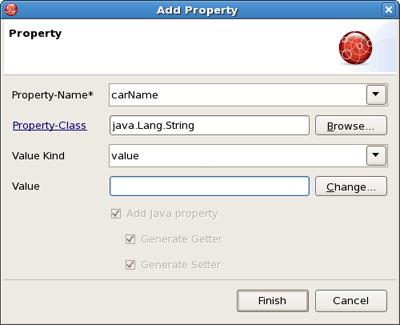 Add Property
Property
Property-Name* carName
Property-Class java.Lang.String Browse...
Value Kind value
Value Change...
Add Java property
Generate Getter
Generate Setter
Finish Cancel